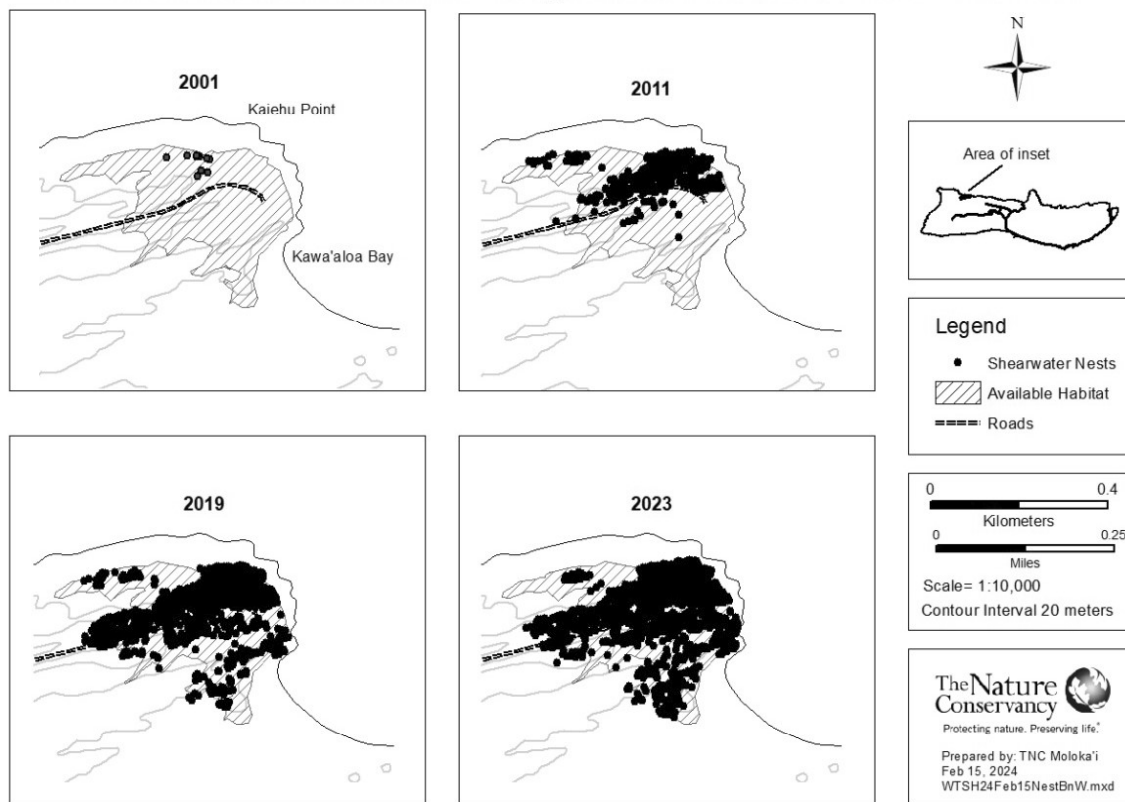 2001
Kaiehu Point
Kawa'aloa Bay
2011
2019
2023
N
Area of inset
Legend
Shearwater Nests
Available Habitat
Roads
0 0.4
Kilometers
0 0.25
Miles
Scale= 1:10,000
Contour Interval 20 meters
The Nature
Conservancy
Protecting nature. Preserving life.®
Prepared by: TNC Moloka'i
Feb 15, 2024
WTSH24Feb15NestBnW.mxd